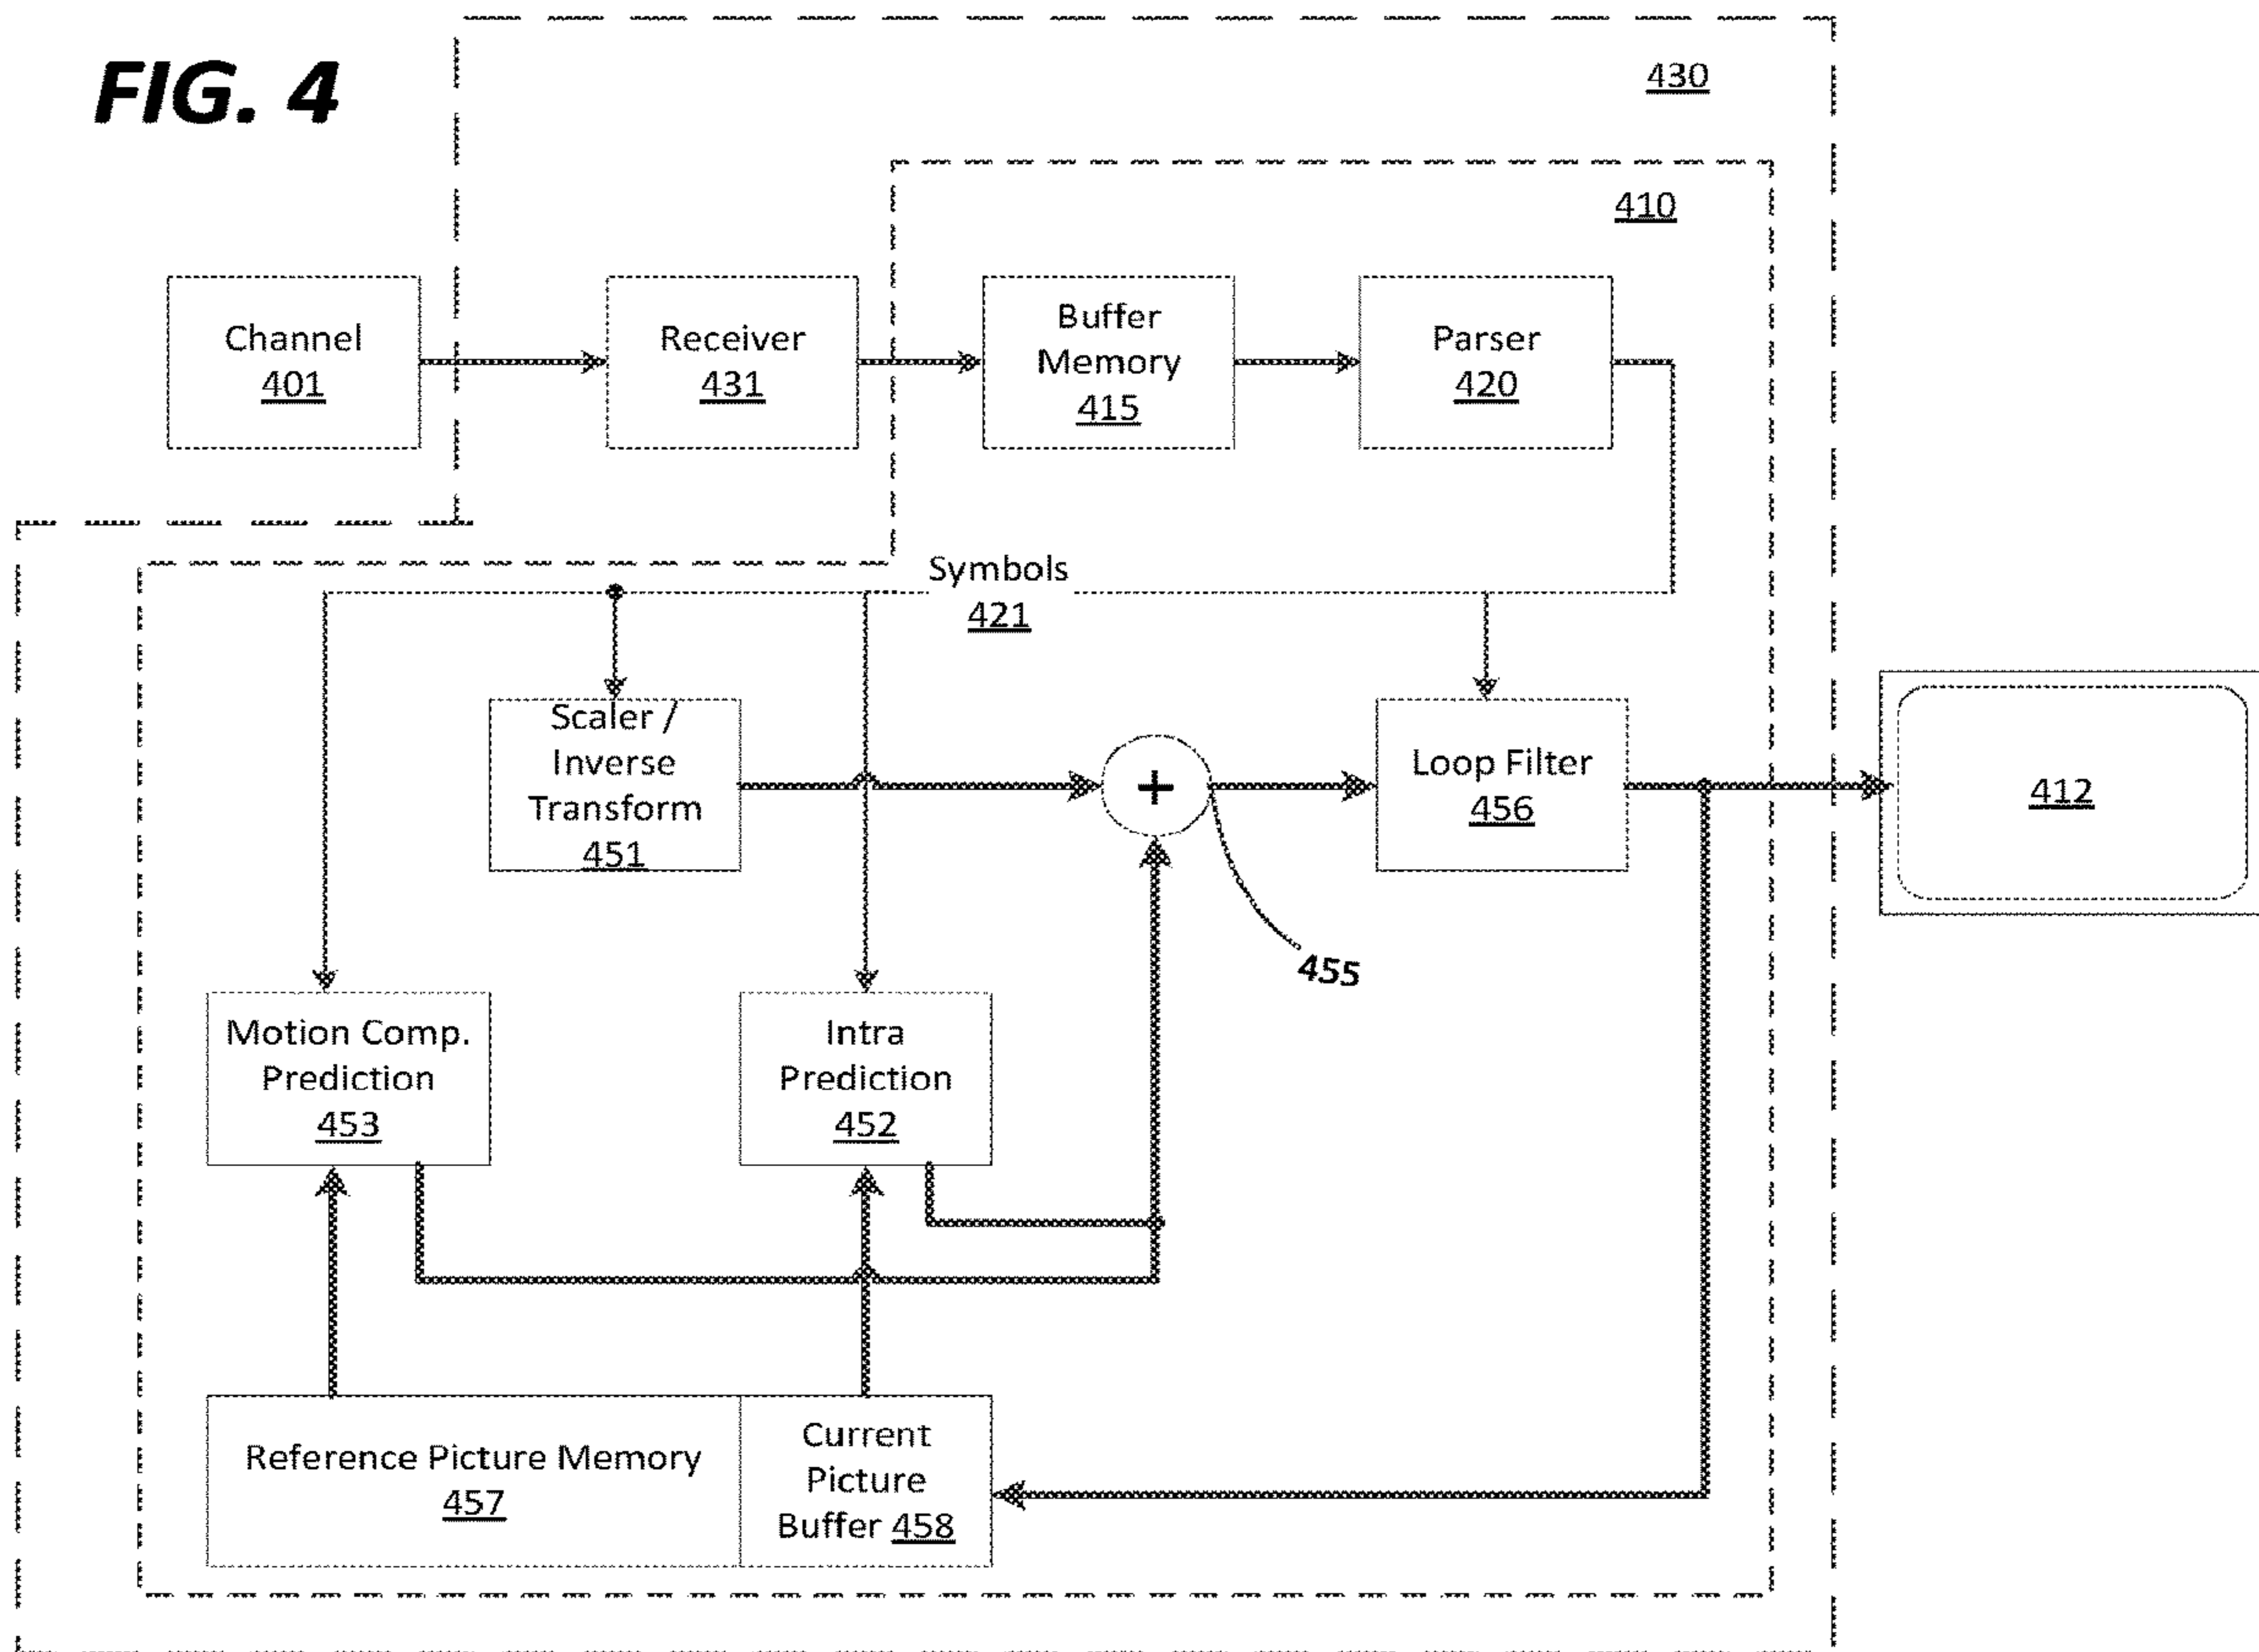 FIG. 4
430
410
Channel
401
Receiver
431
Buffer
Memory
415
Parser
420
Symbols
421
Scaler /
Inverse
Transform
451
+
455
Loop Filter
456
412
Motion Comp.
Prediction
453
Intra
Prediction
452
Reference Picture Memory
457
Current
Picture
Buffer 458